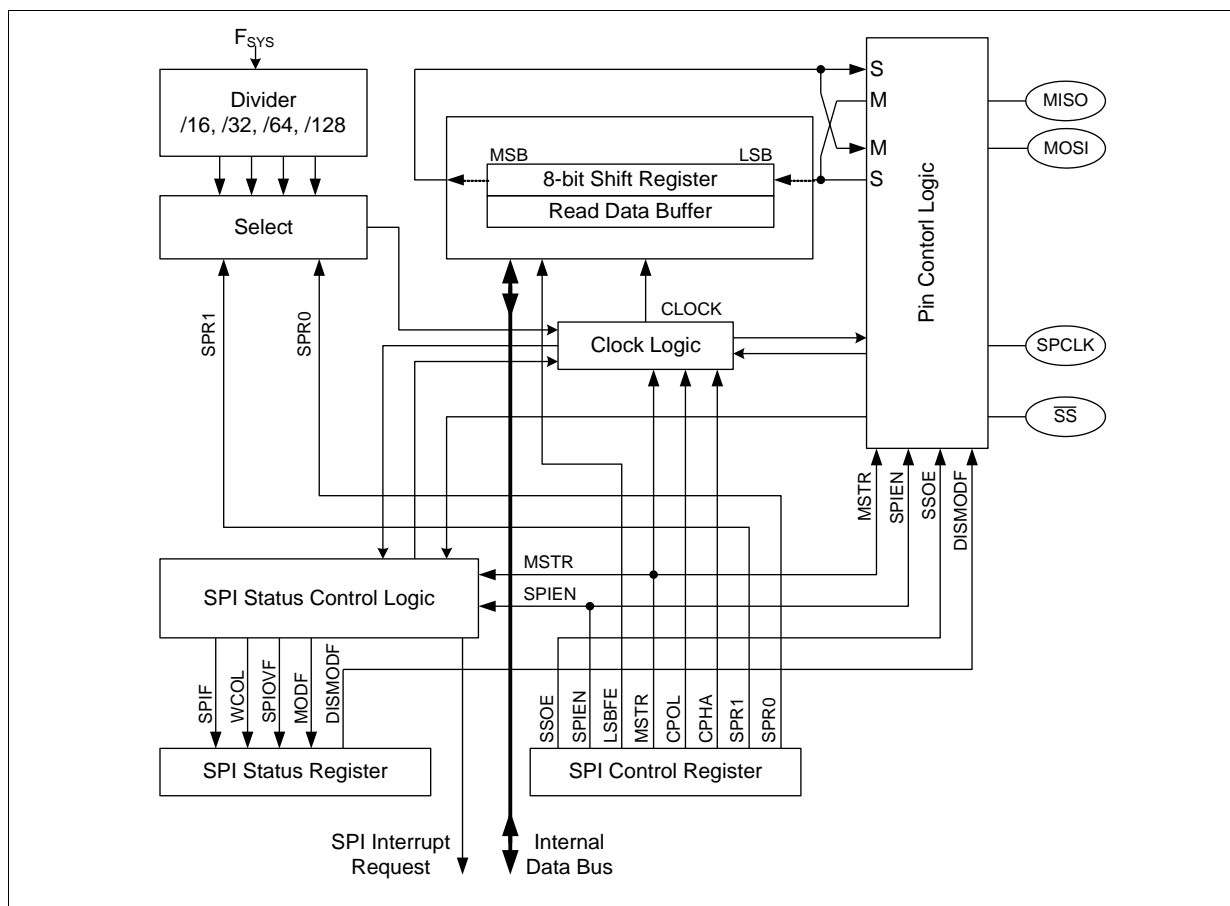 FSYS
Divider
/16, /32, /64, /128
Select
SPR1
SPR0
MSB
LSB
8-bit Shift Register
Read Data Buffer
CLOCK
Clock Logic
S
M
M
S
Pin Contorl Logic
MISO
MOSI
SPCLK
SS
MSTR
SPIEN
SSOE
DISMODF
MSTR
SPIEN
SPI Status Control Logic
SPIF
WCOL
SPIOVF
MODF
DISMODF
SPI Status Register
SSOE
SPIEN
LSBFE
MSTR
CPOL
CPHA
SPR1
SPR0
SPI Control Register
SPI Interrupt
Request
Internal
Data Bus